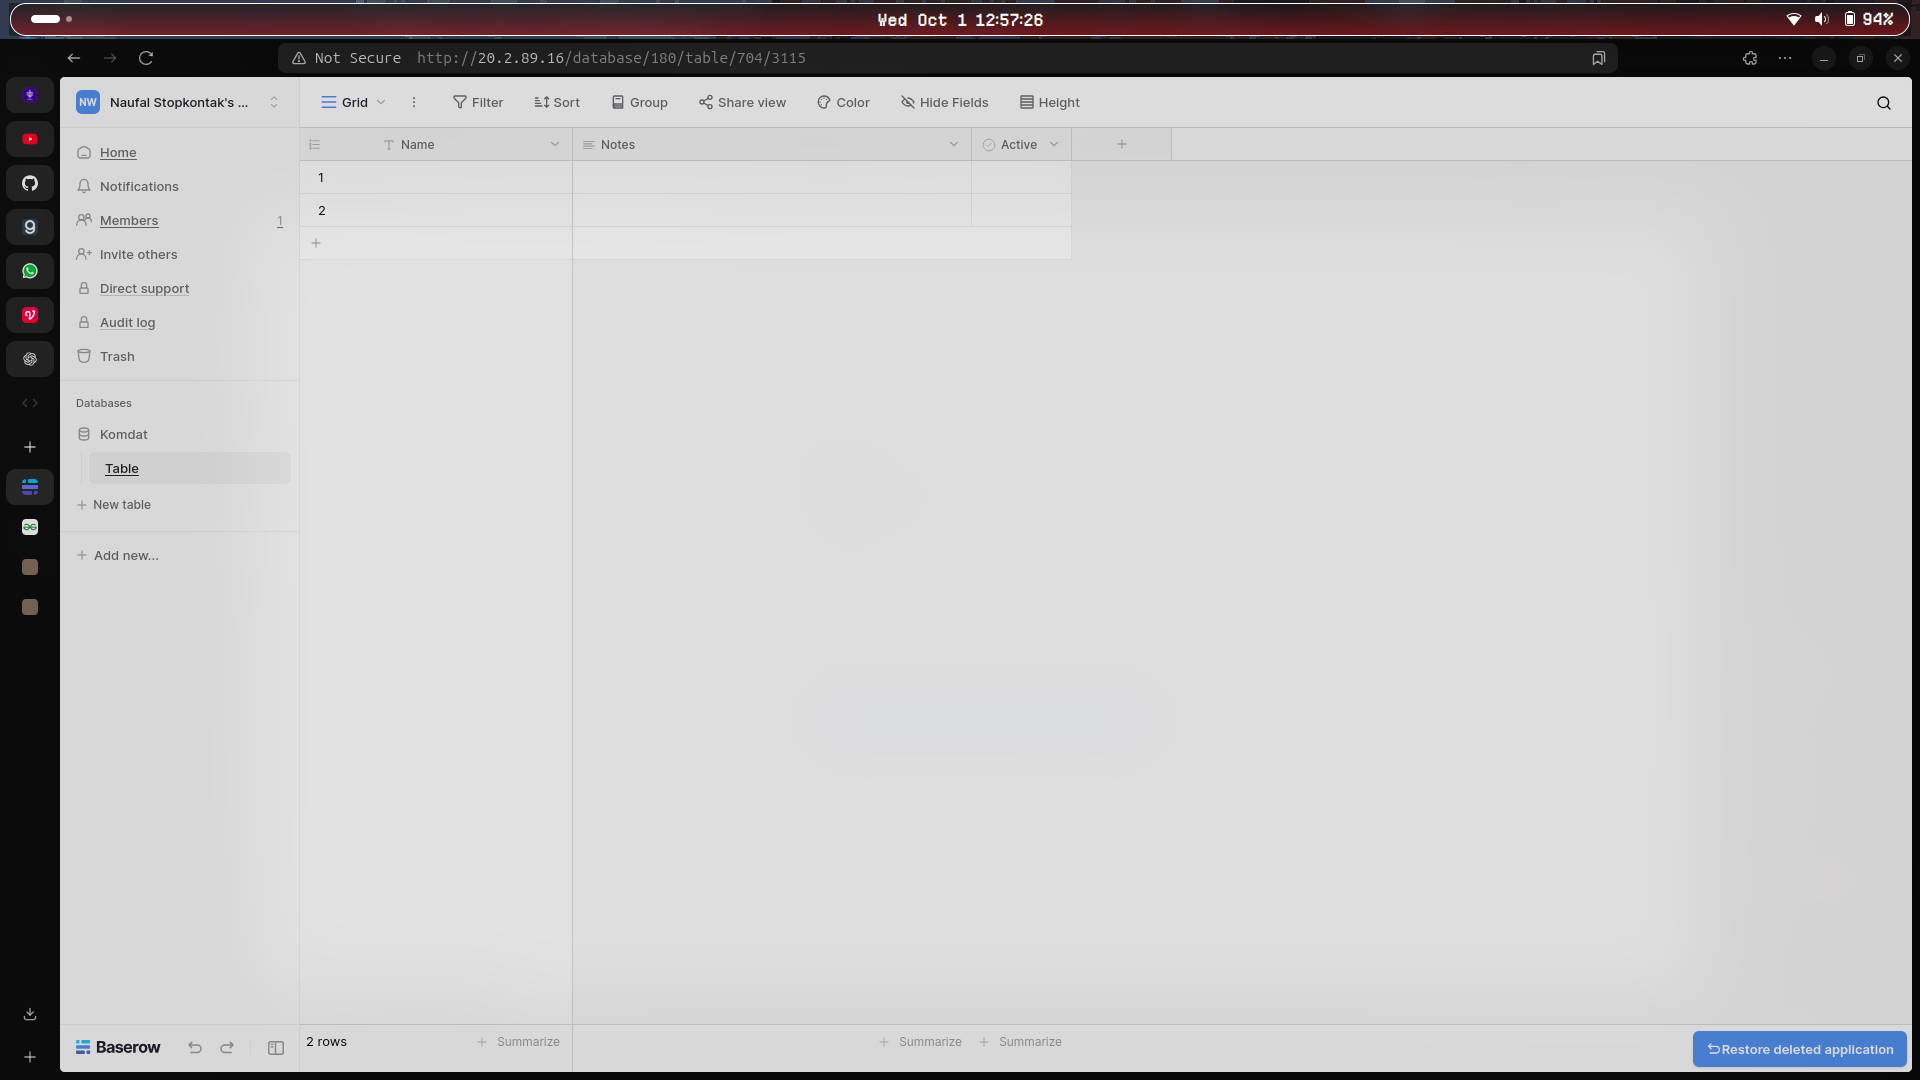 Wed Oct 1 12:57:26
94%
Not Secure http://20.2.89.16/database/180/table/704/3115
NW Naufal Stopkontak's ...
Grid
Filter
Sort
Group
Share view
Color
Hide Fields
Height
Home
Notifications
Members 1
Invite others
Direct support
Audit log
Trash
Databases
Komdat
Table
+ New table
+ Add new...
Name
Notes
Active
+
1
2
+
Baserow
2 rows
+ Summarize
+ Summarize
+ Summarize
Restore deleted application